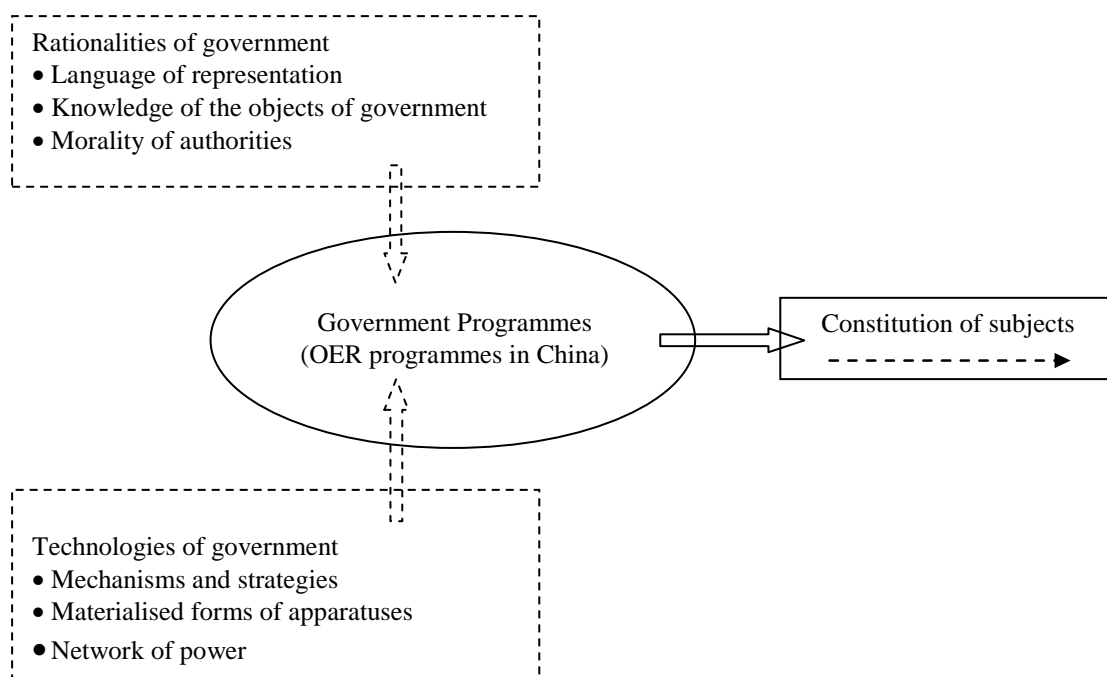 Rationalities of government
• Language of representation
• Knowledge of the objects of government
• Morality of authorities
Government Programmes
(OER programmes in China)
Constitution of subjects
Technologies of government
• Mechanisms and strategies
• Materialised forms of apparatuses
• Network of power